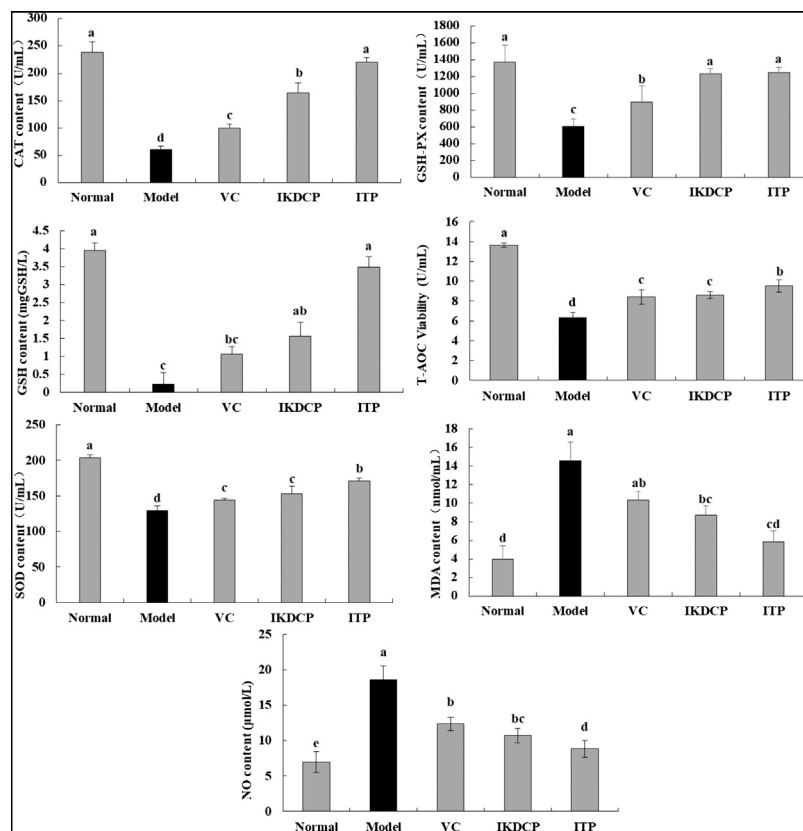 CAT content（U/mL）
300
250
200
150
100
50
0
a
d
c
b
a
Normal Model VC IKDCP ITP
GSH-PX content（U/mL）
1800
1600
1400
1200
1000
800
600
400
200
0
a
c
b
a
a
Normal Model VC IKDCP ITP
GSH content (mgGSH/L)
4
3.5
3
2.5
2
1.5
1
0.5
0
a
c
bc
ab
a
Normal Model VC IKDCP ITP
T-AOC Viability (U/mL)
16
14
12
10
8
6
4
2
0
a
d
c
c
b
Normal Model VC IKDCP ITP
SOD content（U/mL）
250
200
150
100
50
0
a
d
c
c
b
Normal Model VC IKDCP ITP
MDA content（nmol/mL）
18
16
14
12
10
8
6
4
2
0
d
a
ab
bc
cd
Normal Model VC IKDCP ITP
NO content (μmol/L)
25
20
15
10
5
0
e
a
b
bc
d
Normal Model VC IKDCP ITP